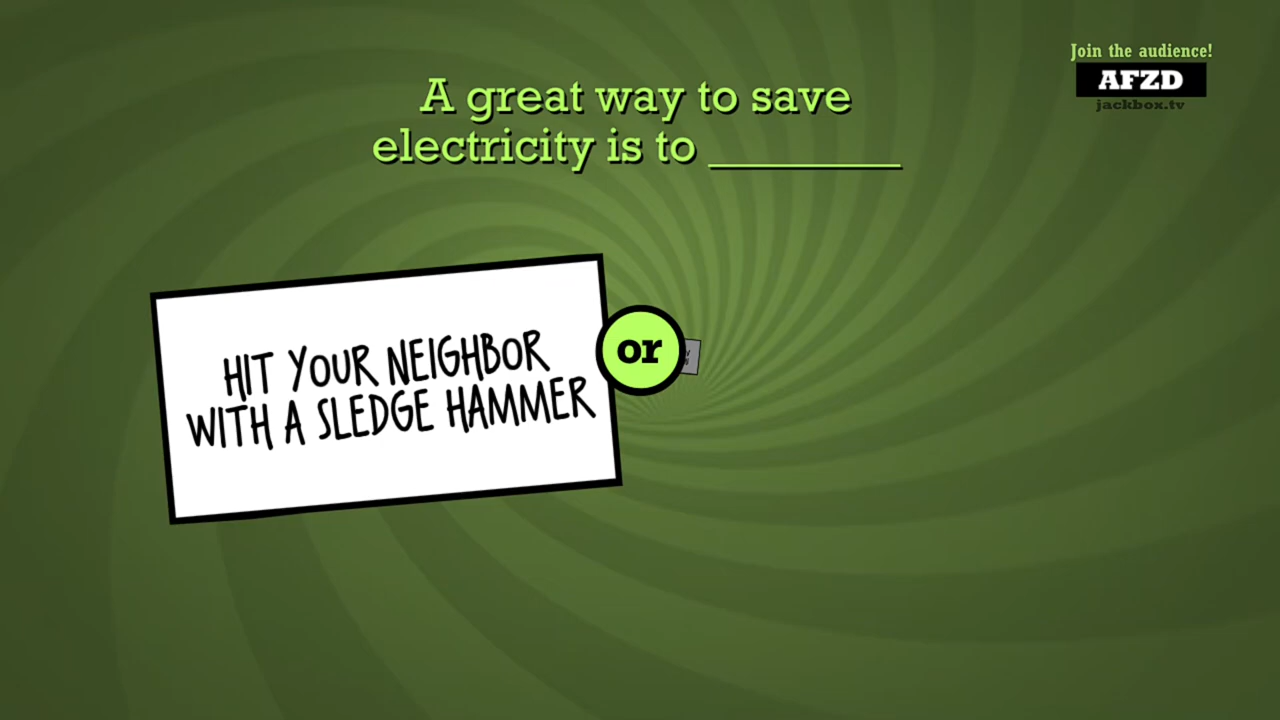 Join the audience!
AFZD
jackbox.tv
A great way to save
electricity is to _________
HIT YOUR NEIGHBOR
WITH A SLEDGE HAMMER
or